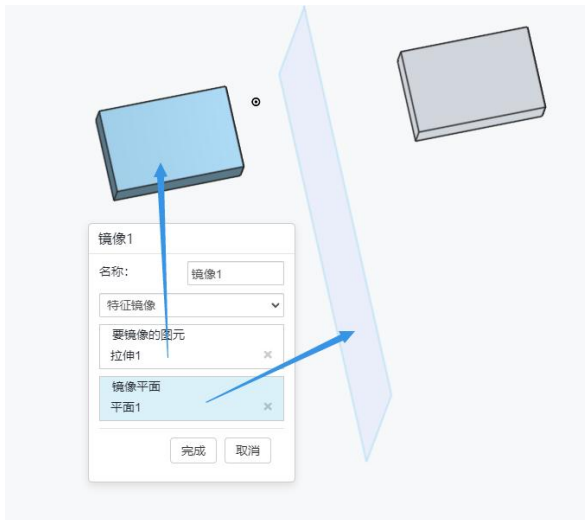 镜像1
名称: 镜像1
特征镜像
要镜像的图元
拉伸1
镜像平面
平面1
完成 取消